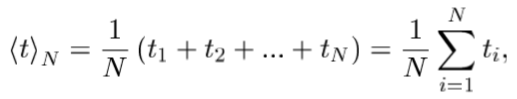 ⟨t⟩_N = \frac{1}{N} (t_1 + t_2 + ... + t_N) = \frac{1}{N} \sum_{i=1}^{N} t_i,